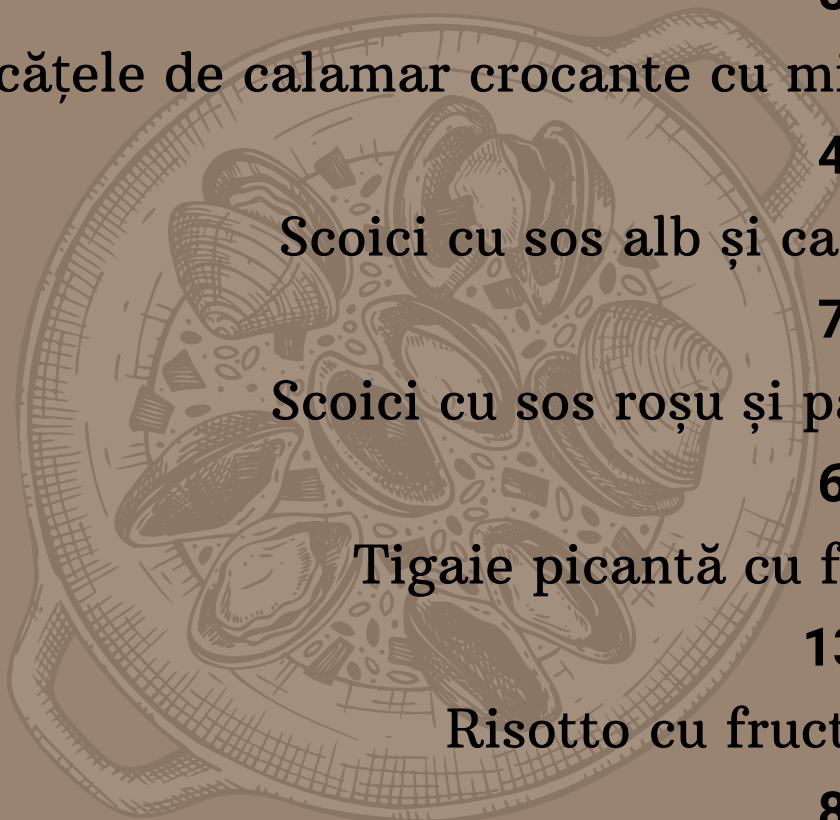 cățele de calamar crocante cu mi
4
Scoici cu sos alb și ca
7
Scoici cu sos roșu și pa
6
Tigaie picantă cu f
13
Risotto cu fruct
8